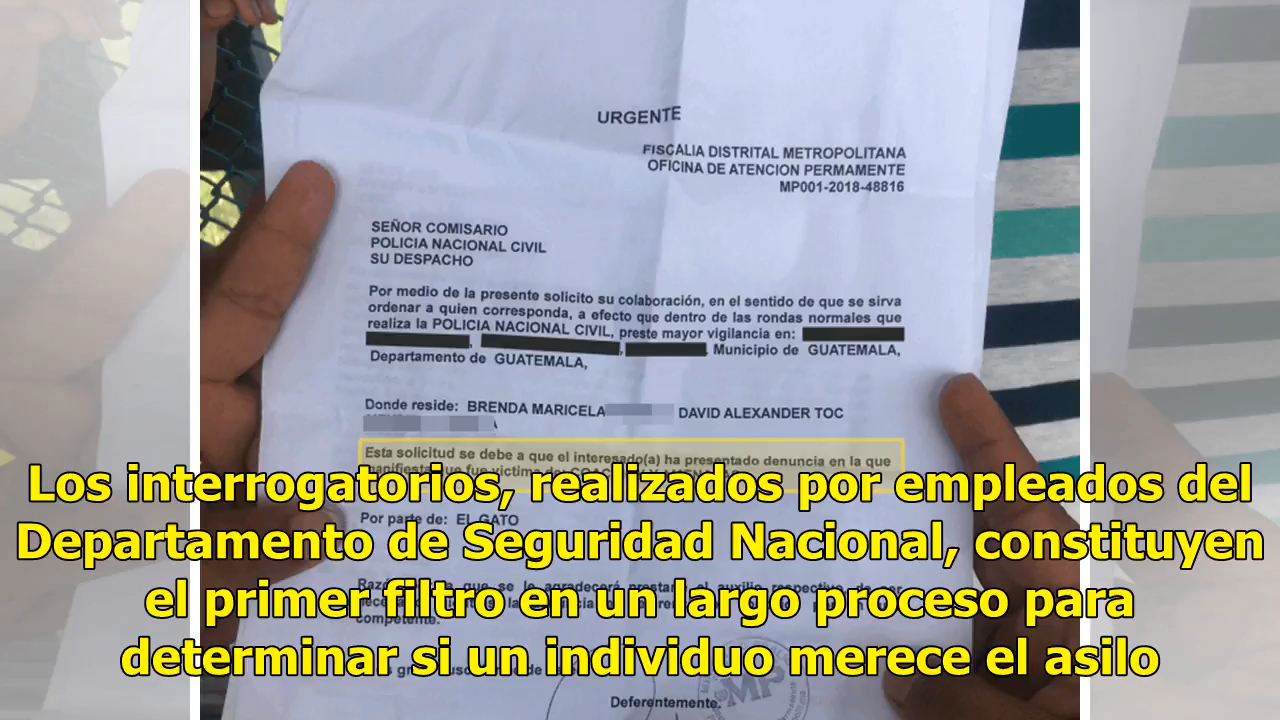 URGENTE
FISCALIA DISTRITAL METROPOLITANA
OFICINA DE ATENCION PERMAMENTE
MP001-2018-48816
SEÑOR COMISARIO
POLICIA NACIONAL CIVIL
SU DESPACHO
Por medio de la presente solicito su colaboración, en el sentido de que se sirva
ordenar a quien corresponda, a efecto que dentro de las rondas normales que
realiza la POLICIA NACIONAL CIVIL, preste mayor vigilancia en:
, , , Municipio de GUATEMALA,
Departamento de GUATEMALA,
Donde reside: BRENDA MARICELA DAVID ALEXANDER TOC
Esta solicitud se debe a que el interesado(a) ha presentado denuncia en la que
Los interrogatorios, realizados por empleados del
Por parte de: EL GATO
Departamento de Seguridad Nacional, constituyen
el primer filtro en un largo proceso para
competente.
determinar si un individuo merece el asilo
Deferentemente.
MP